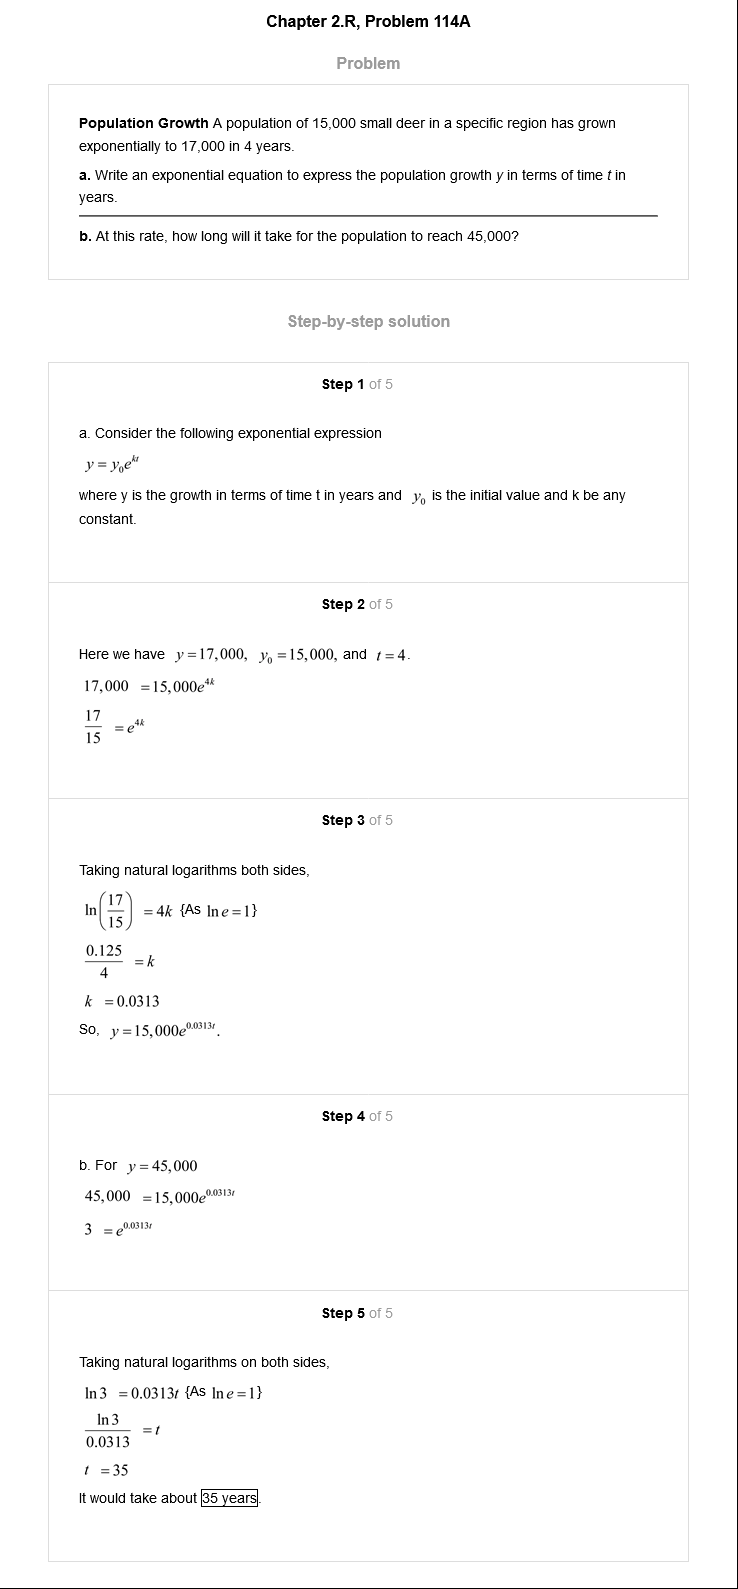 Chapter 2.R, Problem 114A
Problem
Population Growth A population of 15,000 small deer in a specific region has grown
exponentially to 17,000 in 4 years.
a. Write an exponential equation to express the population growth y in terms of time t in
years.
b. At this rate, how long will it take for the population to reach 45,000?
Step-by-step solution
Step 1 of 5
a. Consider the following exponential expression
y = y₀e^{kt}
where y is the growth in terms of time t in years and y₀ is the initial value and k be any
constant.
Step 2 of 5
Here we have y = 17,000, y₀ = 15,000, and t = 4.
17,000 = 15,000e^{4k}
17/15 = e^{4k}
Step 3 of 5
Taking natural logarithms both sides,
ln(17/15) = 4k {As ln e = 1}
0.125/4 = k
k = 0.0313
So, y = 15,000e^{0.0313t}.
Step 4 of 5
b. For y = 45,000
45,000 = 15,000e^{0.0313t}
3 = e^{0.0313t}
Step 5 of 5
Taking natural logarithms on both sides,
ln 3 = 0.0313t {As ln e = 1}
ln 3/0.0313 = t
t = 35
It would take about 35 years.